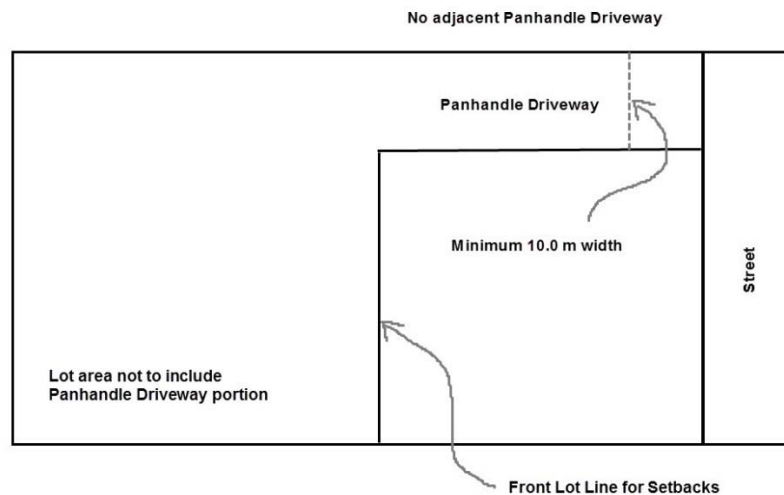 No adjacent Panhandle Driveway
Panhandle Driveway
Minimum 10.0 m width
Street
Lot area not to include
Panhandle Driveway portion
Front Lot Line for Setbacks